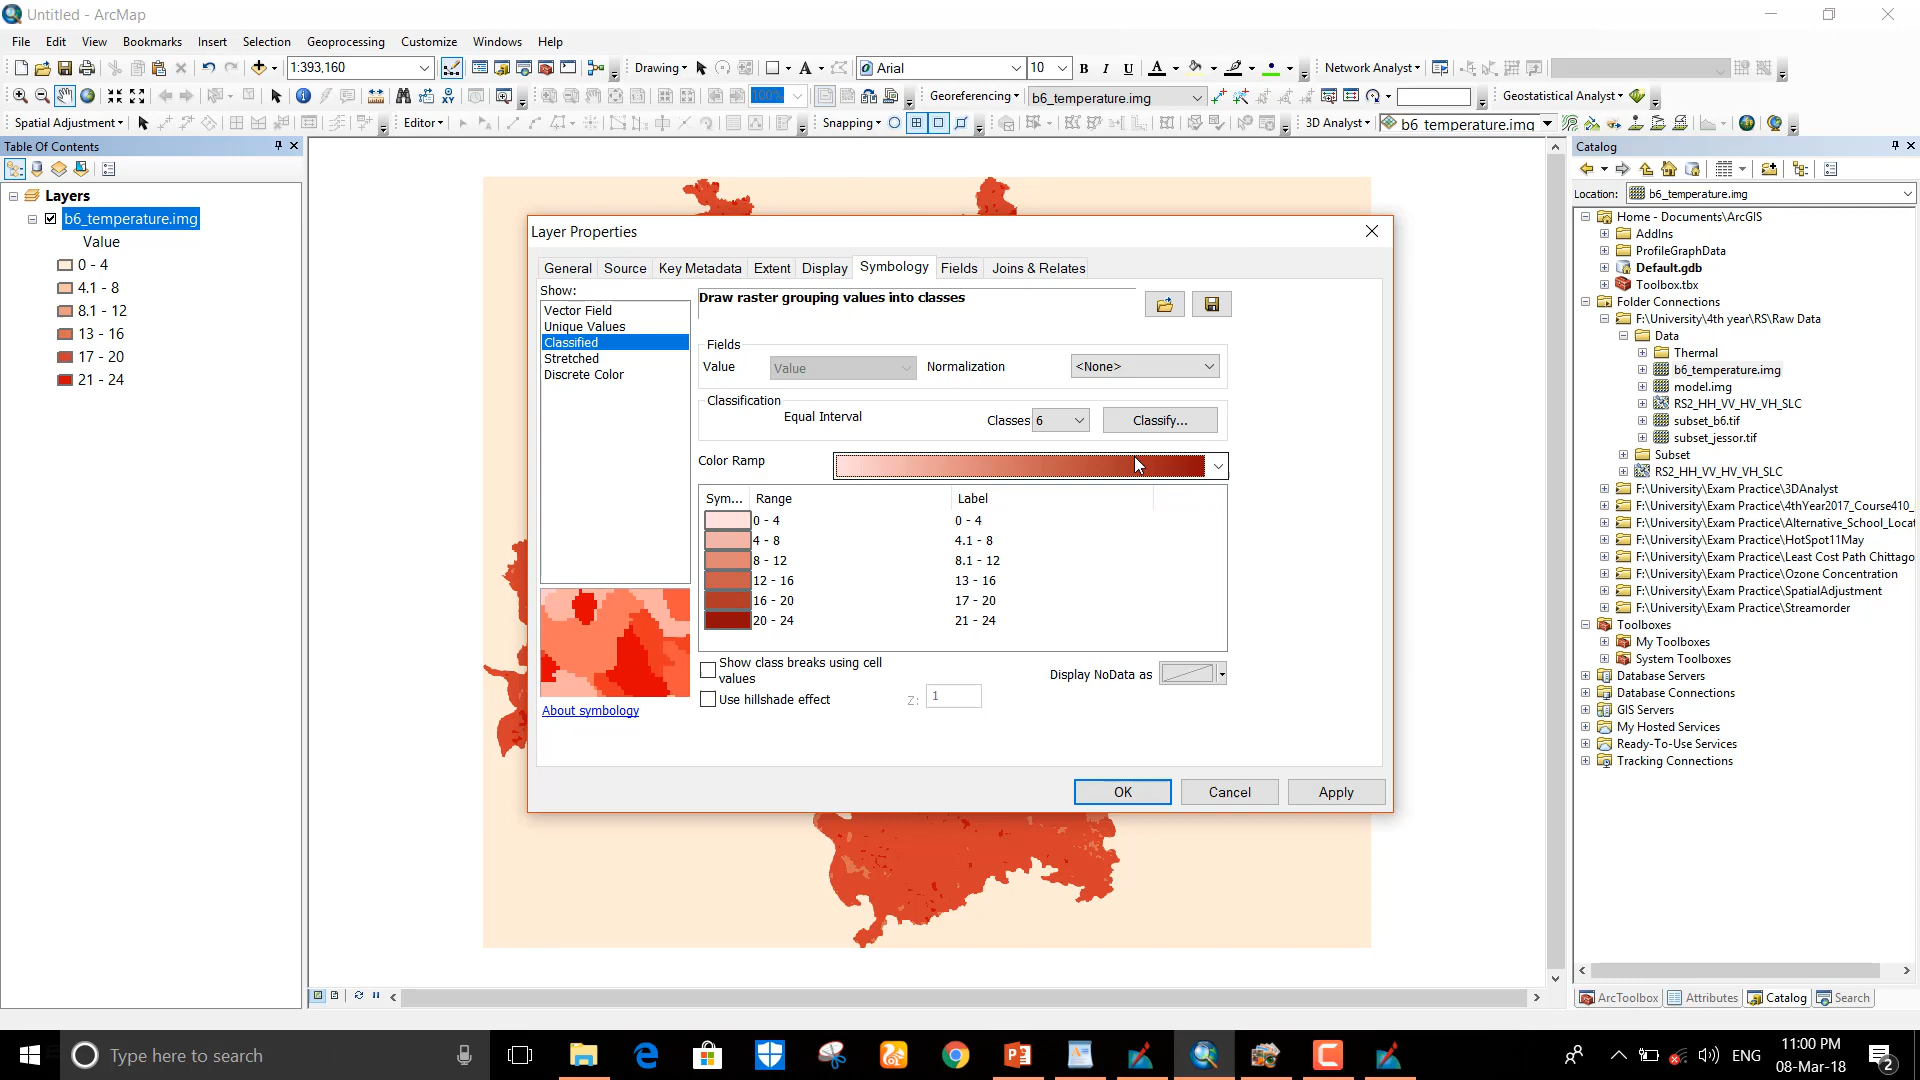 Untitled - ArcMap
File Edit View Bookmarks Insert Selection Geoprocessing Customize Windows Help
1:393,160 Drawing Arial 10 B I U A Network Analyst
100% Georeferencing b6_temperature.img Geostatistical Analyst
Spatial Adjustment Editor Snapping 3D Analyst b6_temperature.img
Table Of Contents
Layers
b6_temperature.img
Value
0 - 4
4.1 - 8
8.1 - 12
13 - 16
17 - 20
21 - 24
Layer Properties
General Source Key Metadata Extent Display Symbology Fields Joins & Relates
Show:
Vector Field
Unique Values
Classified
Stretched
Discrete Color
About symbology
Draw raster grouping values into classes
Fields
Value Value Normalization <None>
Classification
Equal Interval Classes 6 Classify...
Color Ramp
Sym... Range Label
0 - 4 0 - 4
4 - 8 4.1 - 8
8 - 12 8.1 - 12
12 - 16 13 - 16
16 - 20 17 - 20
20 - 24 21 - 24
Show class breaks using cell
values
Display NoData as
Use hillshade effect Z: 1
OK Cancel Apply
Catalog
Location: b6_temperature.img
Home - Documents\ArcGIS
AddIns
ProfileGraphData
Default.gdb
Toolbox.tbx
Folder Connections
F:\University\4th year\RS\Raw Data
Data
Thermal
b6_temperature.img
model.img
RS2_HH_VV_HV_VH_SLC
subset_b6.tif
subset_jessor.tif
Subset
RS2_HH_VV_HV_VH_SLC
F:\University\Exam Practice\3DAnalyst
F:\University\Exam Practice\4thYear2017_Course410_
F:\University\Exam Practice\Alternative_School_Locat
F:\University\Exam Practice\HotSpot11May
F:\University\Exam Practice\Least Cost Path Chittago
F:\University\Exam Practice\Ozone Concentration
F:\University\Exam Practice\SpatialAdjustment
F:\University\Exam Practice\Streamorder
Toolboxes
My Toolboxes
System Toolboxes
Database Servers
Database Connections
GIS Servers
My Hosted Services
Ready-To-Use Services
Tracking Connections
ArcToolbox Attributes Catalog Search
Type here to search
ENG
11:00 PM
08-Mar-18
2